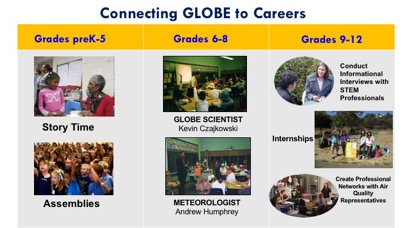 Connecting GLOBE to Careers
Grades preK-5
Grades 6-8
Grades 9-12
Story Time
Assemblies
GLOBE SCIENTIST
Kevin Czajkowski
METEOROLOGIST
Andrew Humphrey
Conduct
Informational
Interviews with
STEM
Professionals
Internships
Create Professional
Networks with Air
Quality
Representatives